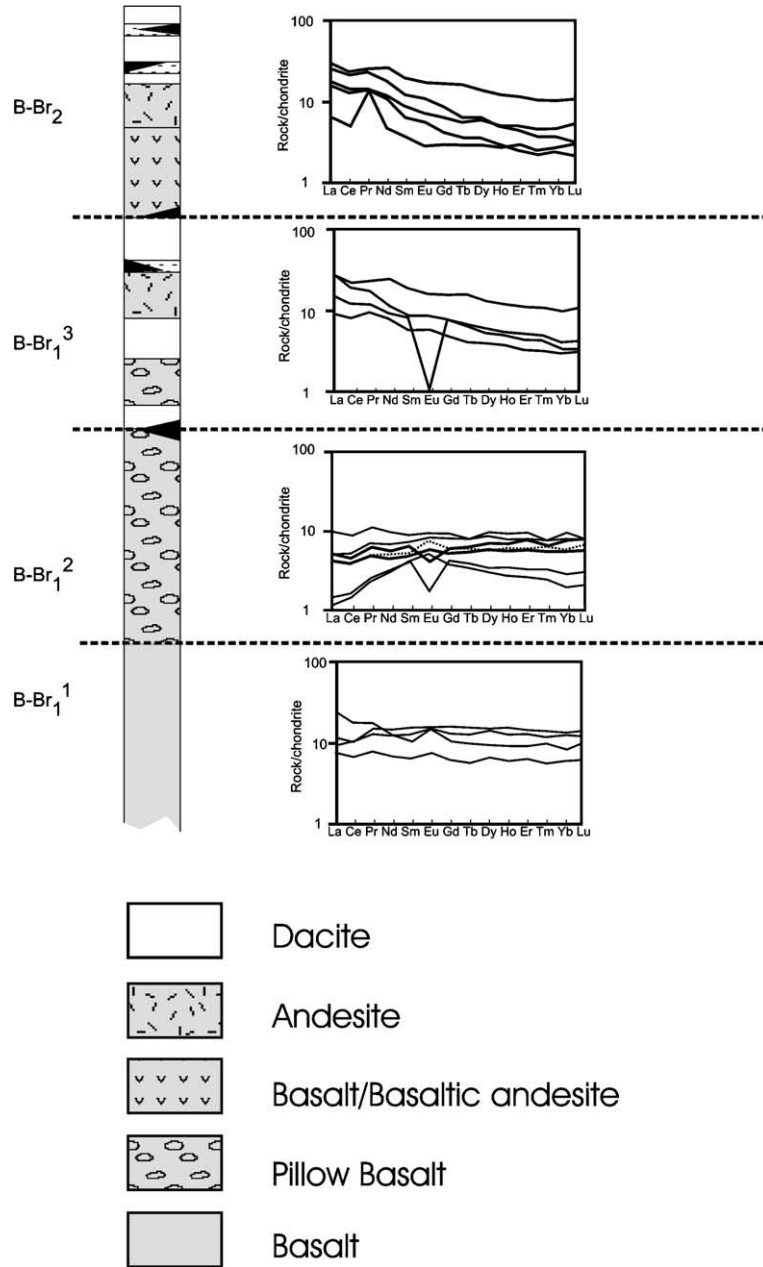 B-Br₂
Rock/chondrite
100
10
1
La Ce Pr Nd Sm Eu Gd Tb Dy Ho Er Tm Yb Lu
B-Br₁³
Rock/chondrite
100
10
1
La Ce Pr Nd Sm Eu Gd Tb Dy Ho Er Tm Yb Lu
B-Br₁²
Rock/chondrite
100
10
1
La Ce Pr Nd Sm Eu Gd Tb Dy Ho Er Tm Yb Lu
B-Br₁¹
Rock/chondrite
100
10
1
La Ce Pr Nd Sm Eu Gd Tb Dy Ho Er Tm Yb Lu
Dacite
Andesite
Basalt/Basaltic andesite
Pillow Basalt
Basalt